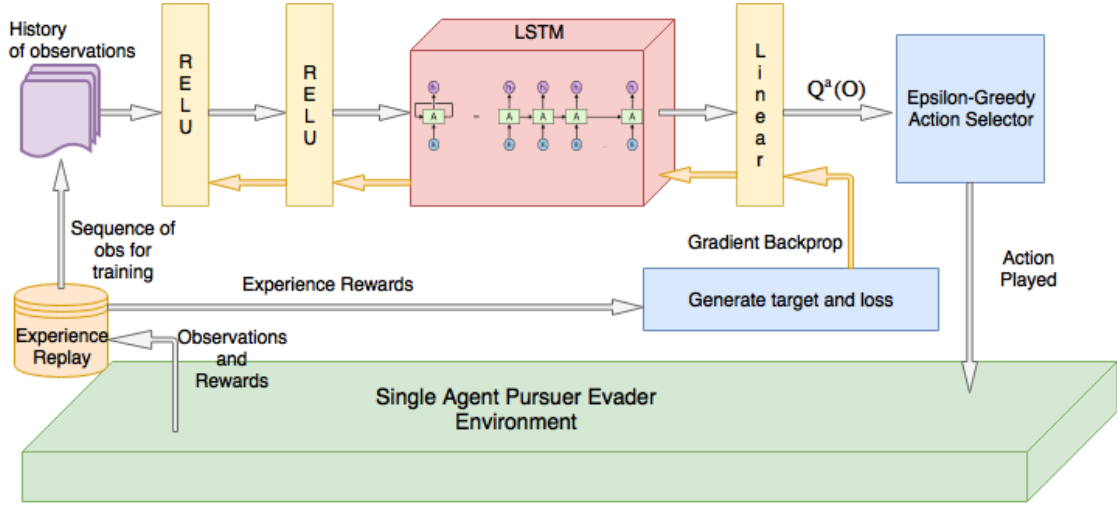 History
of observations
R
E
L
U
R
E
L
U
LSTM
A
=
A
A
A
...
A
L
i
n
e
a
r
Qᵃ(O)
Epsilon-Greedy
Action Selector
Sequence of
obs for
training
Gradient Backprop
Action
Played
Experience Rewards
Generate target and loss
Experience
Replay
Observations
and
Rewards
Single Agent Pursuer Evader
Environment